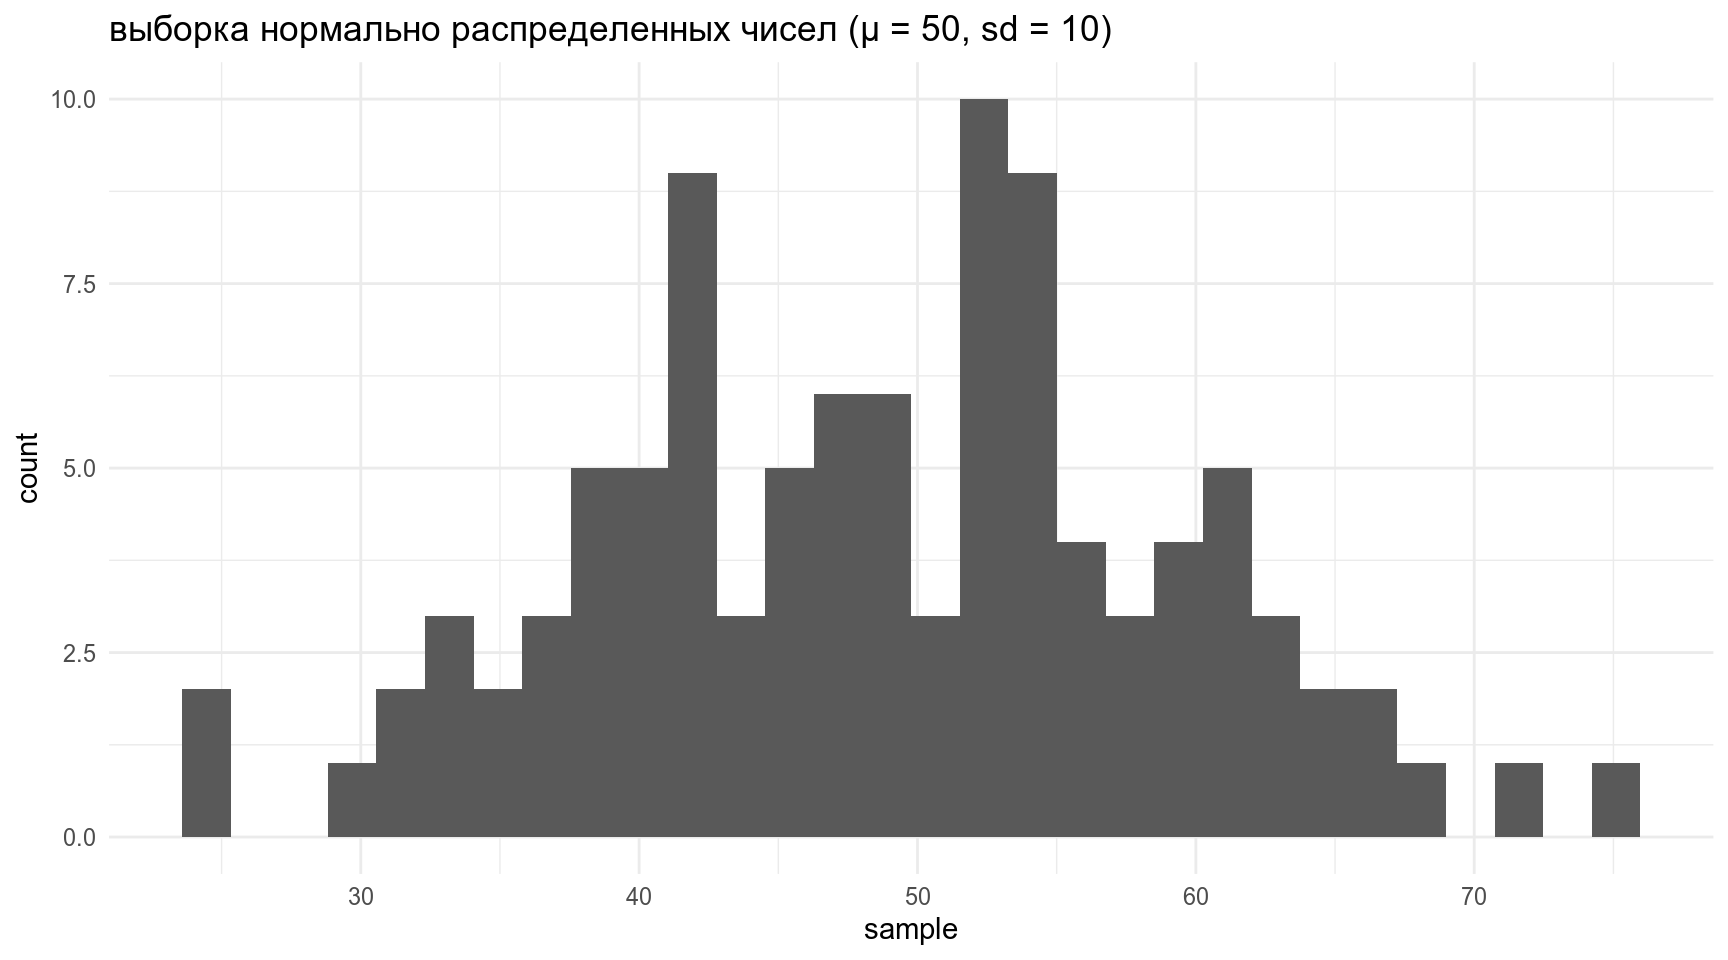 выборка нормально распределенных чисел (μ = 50, sd = 10)
10.0
7.5
5.0
2.5
0.0
count
30 40 50 60 70
sample